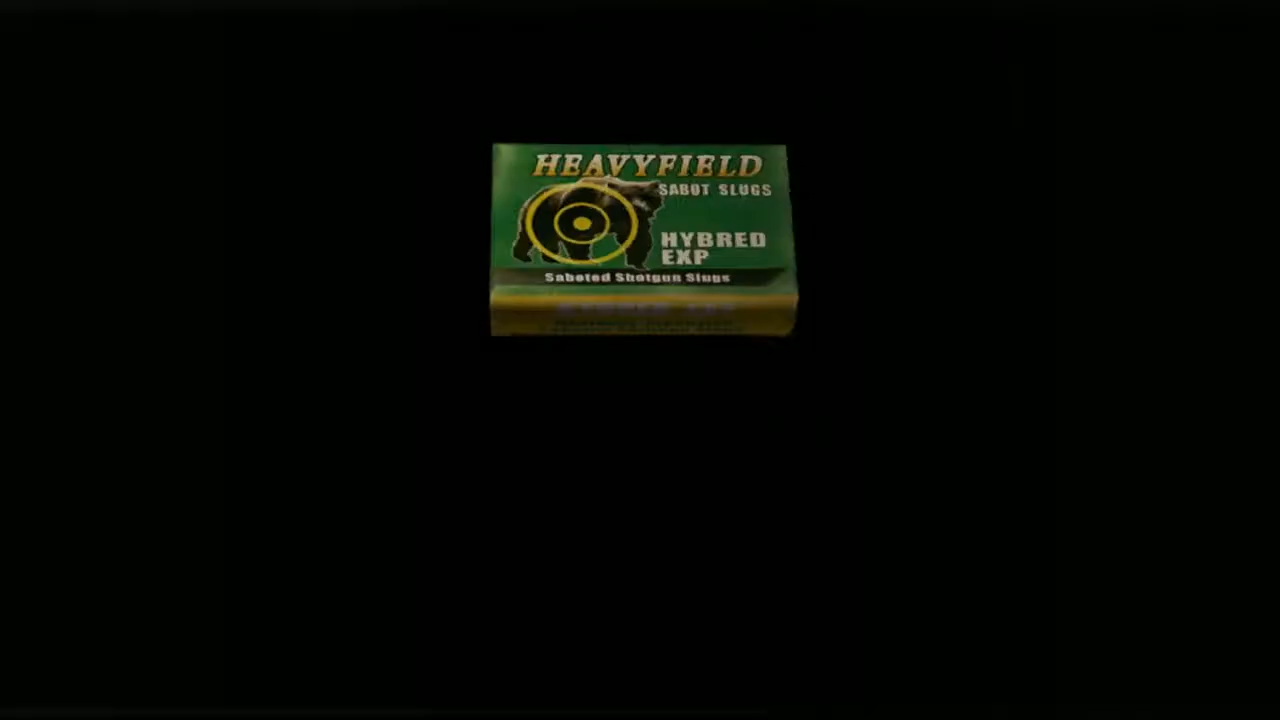 HEAVYFIELD
SABOT SLUGS
HYBRED
EXP
Saboted Shotgun Slugs